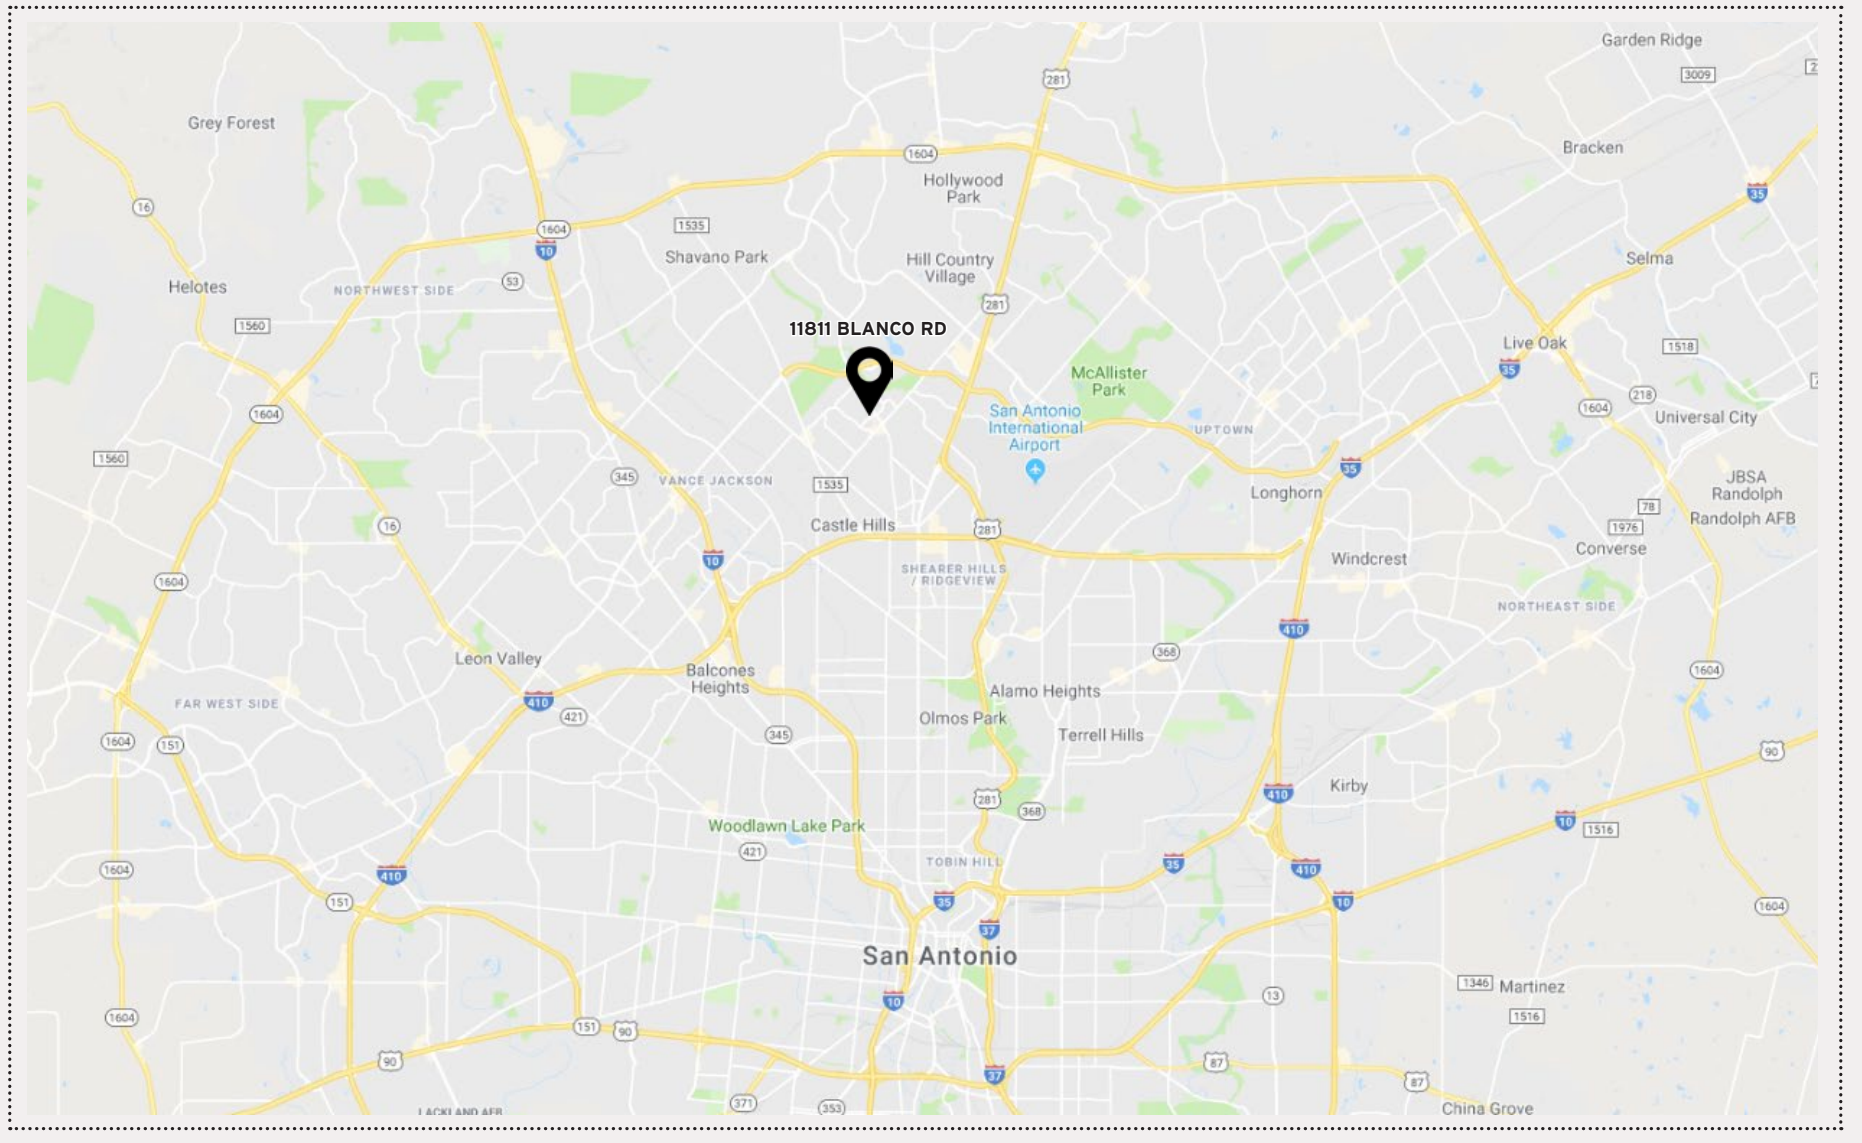 Garden Ridge
281
3009
Grey Forest
Bracken
1604
Hollywood
Park
35
16
1535
1604
10
Shavano Park
Hill Country
Village
Selma
53
Helotes
NORTHWEST SIDE
281
1560
11811 BLANCO RD
Live Oak
1518
35
McAllister
Park
218
1604
1604
San Antonio
International
Airport
Universal City
UPTOWN
1560
345
VANCE JACKSON
1535
35
Longhorn
JBSA
Randolph
78
Randolph AFB
16
Castle Hills
281
1976
Converse
10
Windcrest
SHEARER HILLS
/ RIDGEVIEW
1604
NORTHEAST SIDE
410
Leon Valley
368
Balcones
Heights
1604
Alamo Heights
410
FAR WEST SIDE
421
Olmos Park
345
Terrell Hills
1604
151
90
Kirby
410
281
368
10
1516
Woodlawn Lake Park
421
TOBIN HILL
35
1604
410
410
151
35
10
1604
37
San Antonio
1346
Martinez
13
10
1604
1516
151
90
90
87
37
87
371
353
China Grove
LACKLAND AFB